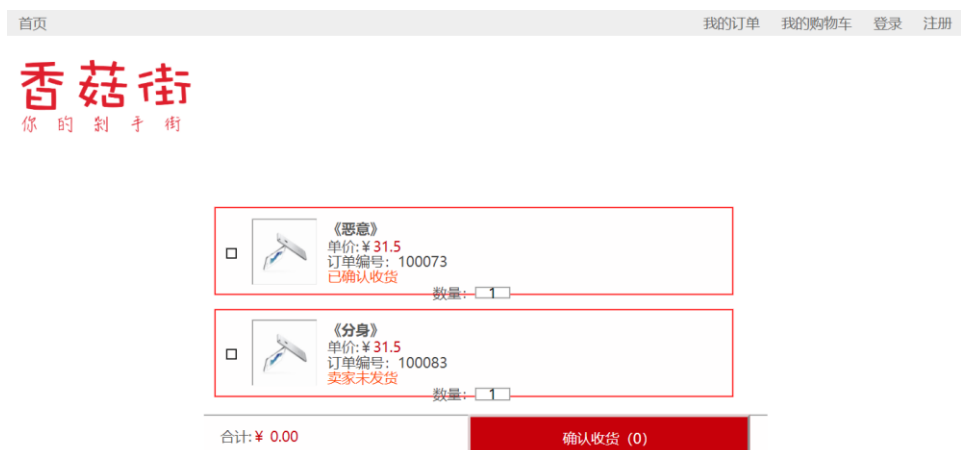 首页 我的订单 我的购物车 登录 注册
香菇街
你的剁手街
《恶意》
单价:¥ 31.5
订单编号：100073
已确认收货
数量： 1
《分身》
单价:¥ 31.5
订单编号：100083
卖家未发货
数量： 1
合计:¥ 0.00 确认收货（0）